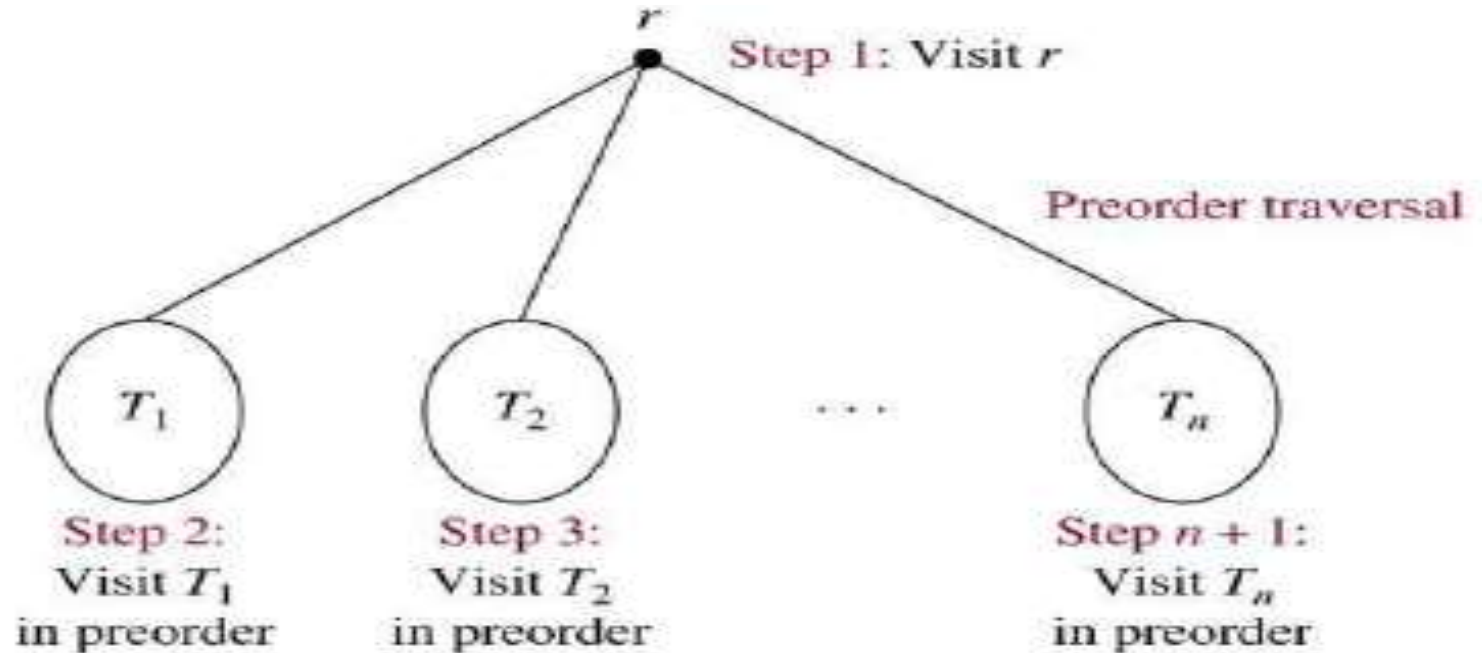 r
Step 1: Visit r
Preorder traversal
T₁
T₂
...
Tₙ
Step 2:
Visit T₁
in preorder
Step 3:
Visit T₂
in preorder
Step n + 1:
Visit Tₙ
in preorder